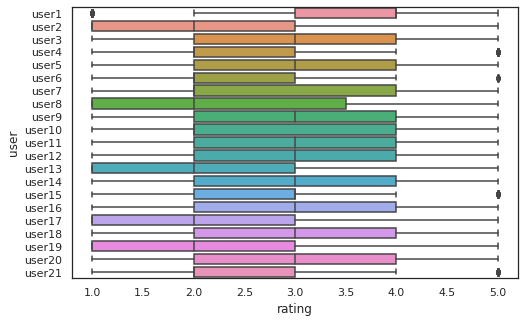 user1
user2
user3
user4
user5
user6
user7
user8
user9
user10
user11
user12
user13
user14
user15
user16
user17
user18
user19
user20
user21
user
1.0 1.5 2.0 2.5 3.0 3.5 4.0 4.5 5.0
rating